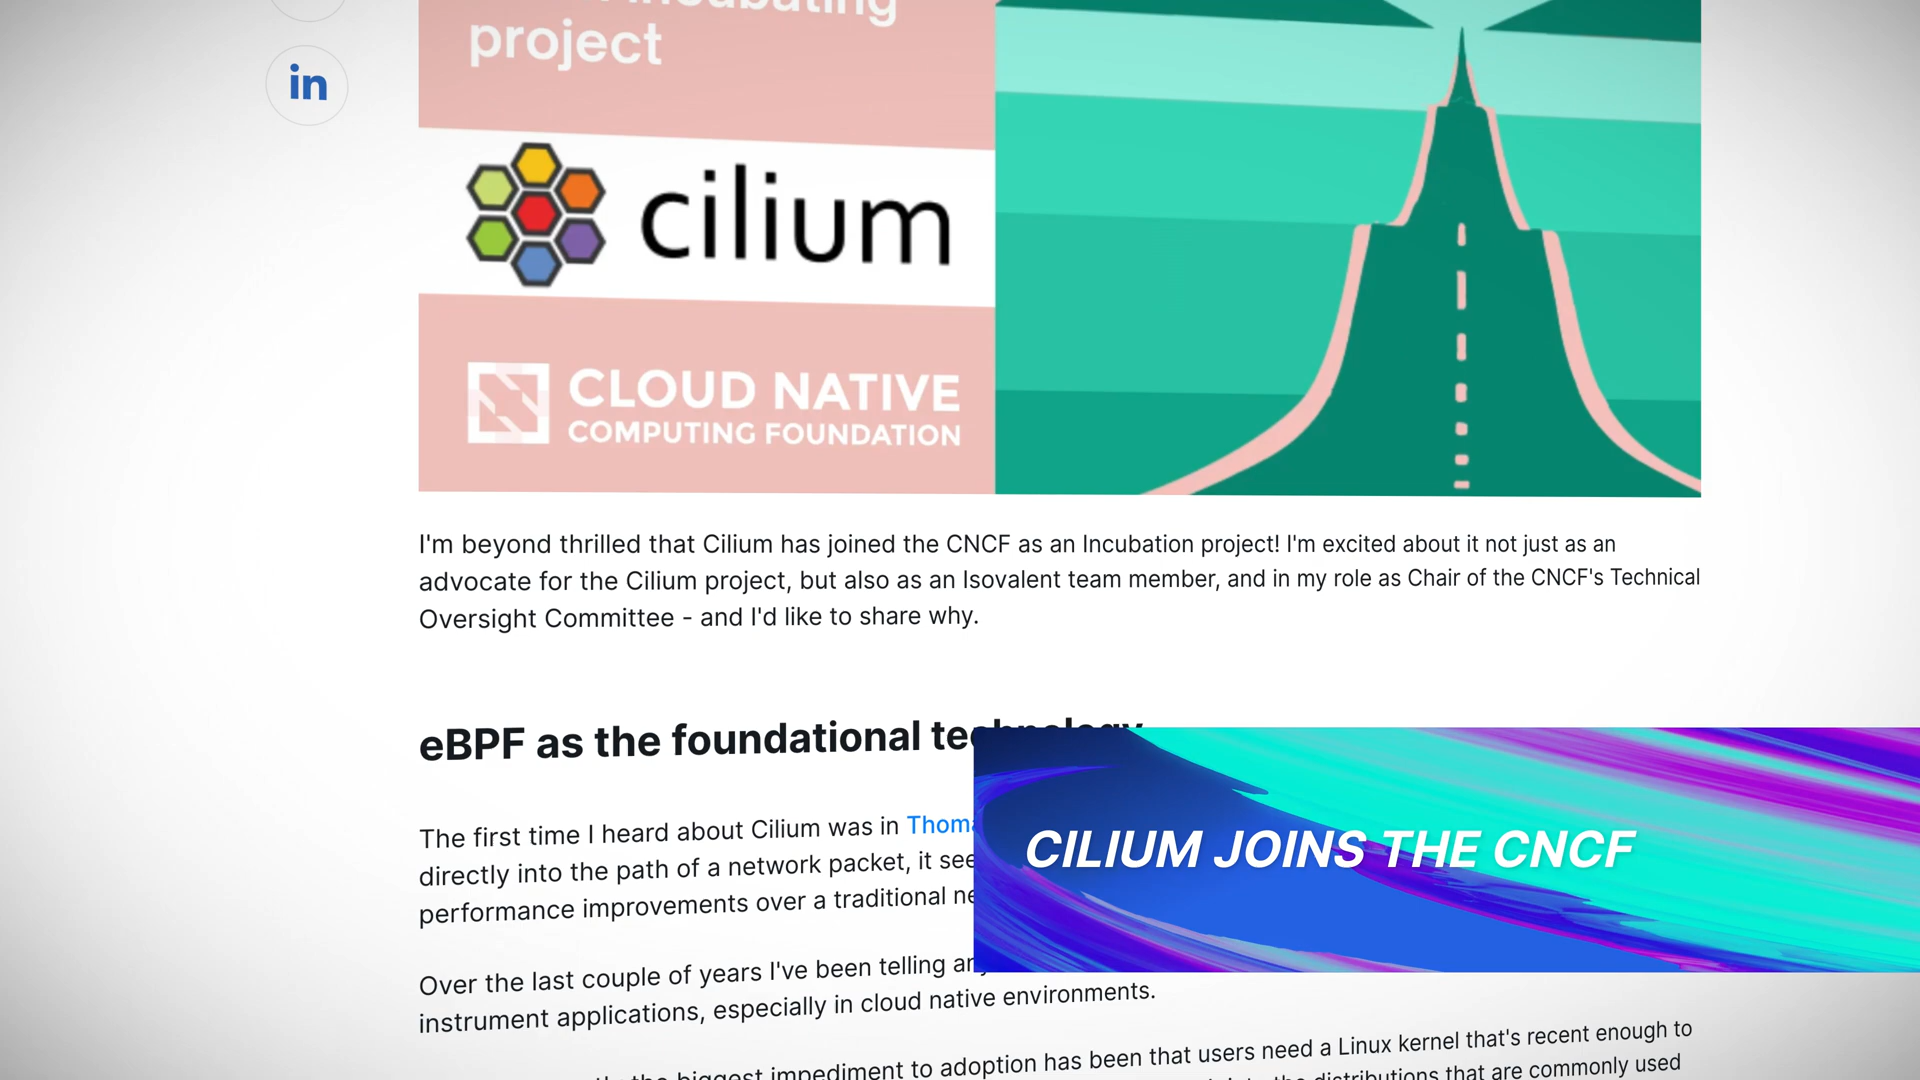 incubating
project
in
cilium
CLOUD NATIVE
COMPUTING FOUNDATION
I'm beyond thrilled that Cilium has joined the CNCF as an Incubation project! I'm excited about it not just as an
advocate for the Cilium project, but also as an Isovalent team member, and in my role as Chair of the CNCF's Technical
Oversight Committee - and I'd like to share why.
eBPF as the foundational technology
The first time I heard about Cilium was in Thoma
directly into the path of a network packet, it see
performance improvements over a traditional ne
CILIUM JOINS THE CNCF
Over the last couple of years I've been telling an
instrument applications, especially in cloud native environments.
the biggest impediment to adoption has been that users need a Linux kernel that's recent enough to
the distributions that are commonly used